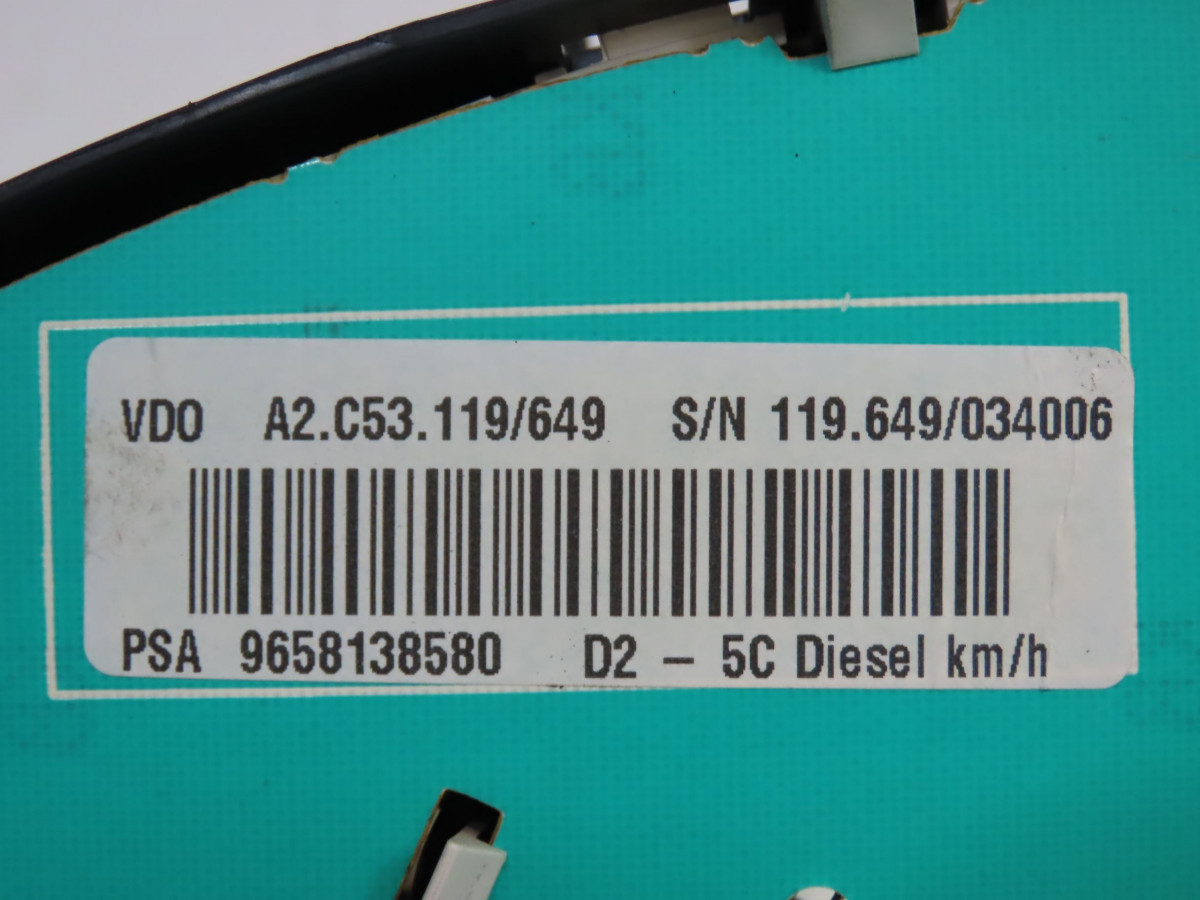 VDO A2.C53.119/649 S/N 119.649/034006
PSA 9658138580 D2 – 5C Diesel km/h